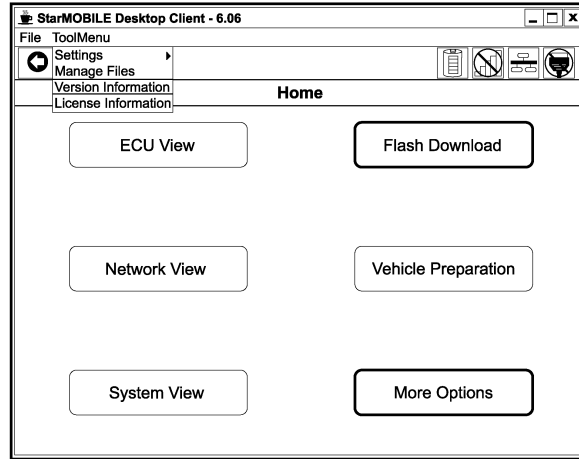 StarMOBILE Desktop Client - 6.06
File ToolMenu
Settings
Manage Files
Version Information
License Information
Home
ECU View
Flash Download
Network View
Vehicle Preparation
System View
More Options